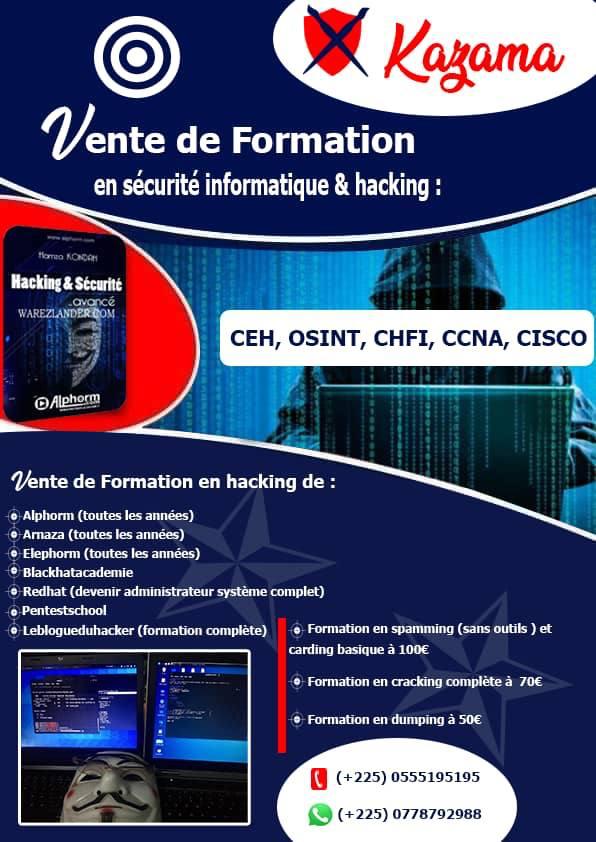 Kazama
Vente de Formation
en sécurité informatique & hacking :
www.alphorm.com
Hamza KONDAH
Hacking & Sécurité
avancé
WAREZLANDER.COM
Alphorm
CEH, OSINT, CHFI, CCNA, CISCO
Vente de Formation en hacking de :
Alphorm (toutes les années)
Arnaza (toutes les années)
Elephorm (toutes les années)
Blackhatacademie
Redhat (devenir administrateur système complet)
Pentestschool
Leblogueduhacker (formation complète)
Formation en spamming (sans outils ) et
carding basique à 100€
Formation en cracking complète à 70€
Formation en dumping à 50€
(+225) 0555195195
(+225) 0778792988